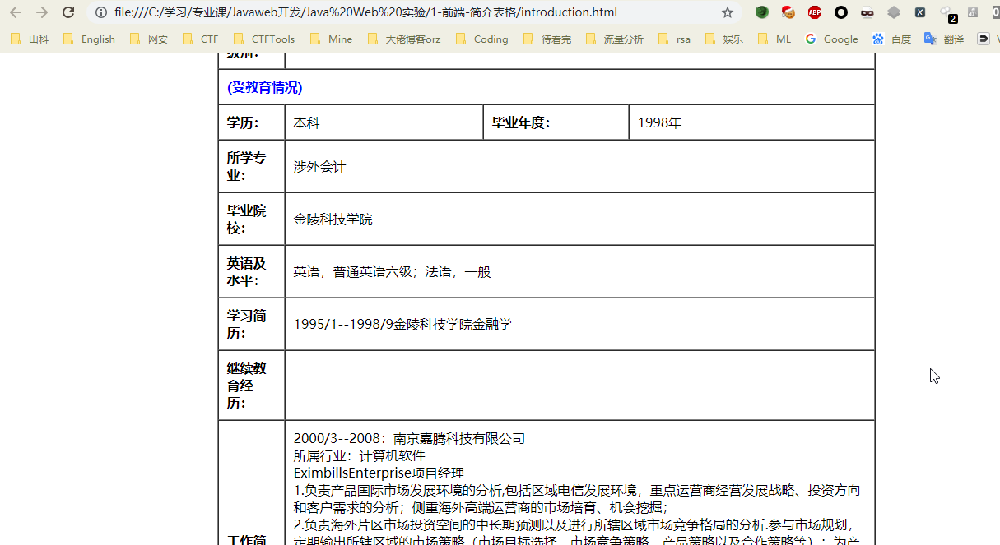 file:///C:/学习/专业课/Javaweb开发/Java%20Web%20实验/1-前端-简介表格/introduction.html
ABP
X
2
山科 English 网安 CTF CTFTools Mine 大佬博客orz Coding 待看完 流量分析 rsa 娱乐 ML Google 百度 翻译
级别：
(受教育情况)
学历： 本科 毕业年度： 1998年
所学专
业：
涉外会计
毕业院
校：
金陵科技学院
英语及
水平：
英语，普通英语六级；法语，一般
学习简
历：
1995/1--1998/9金陵科技学院金融学
继续教
育经
历：
2000/3--2008：南京嘉腾科技有限公司
所属行业：计算机软件
EximbillsEnterprise项目经理
1.负责产品国际市场发展环境的分析,包括区域电信发展环境，重点运营商经营发展战略、投资方向
和客户需求的分析；侧重海外高端运营商的市场培育、机会挖掘；
2.负责海外片区市场投资空间的中长期预测以及进行所辖区域市场竞争格局的分析.参与市场规划，
工作简
定期输出所辖区域的市场策略（市场目标选择、市场竞争策略、产品策略以及合作策略等）；为产